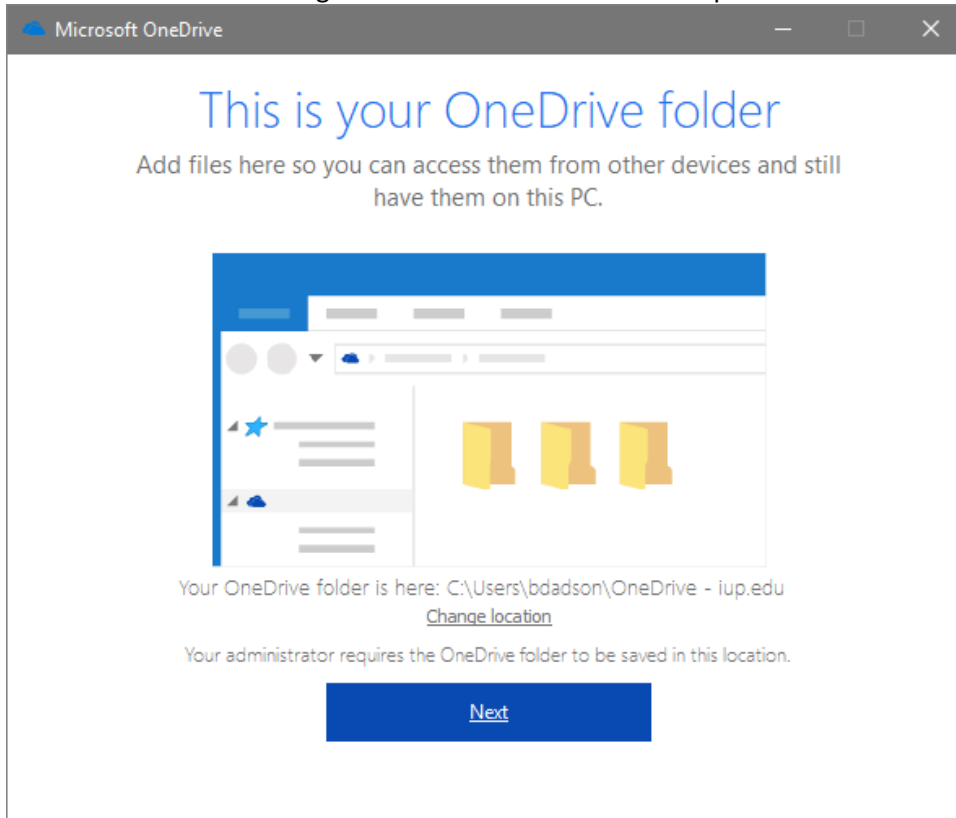 Microsoft OneDrive
This is your OneDrive folder
Add files here so you can access them from other devices and still
have them on this PC.
Your OneDrive folder is here: C:\Users\bdadson\OneDrive - iup.edu
Change location
Your administrator requires the OneDrive folder to be saved in this location.
Next